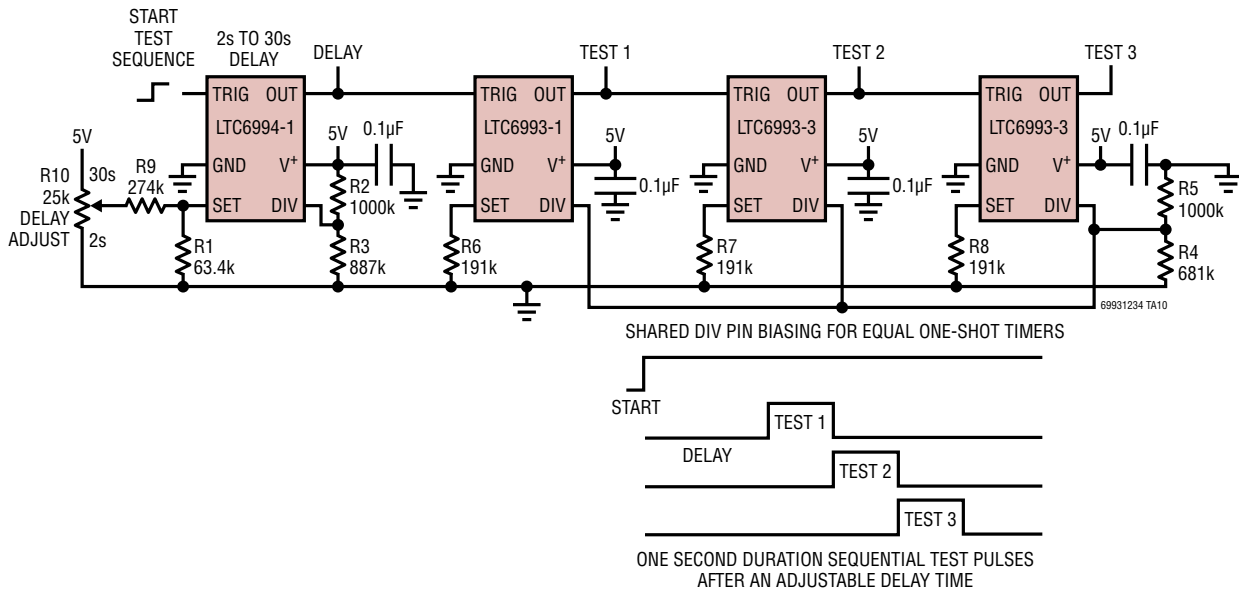 START
TEST
SEQUENCE
2s TO 30s
DELAY
DELAY
TEST 1
TEST 2
TEST 3
TRIG OUT
LTC6994-1
GND V+
SET DIV
TRIG OUT
LTC6993-1
GND V+
SET DIV
TRIG OUT
LTC6993-3
GND V+
SET DIV
TRIG OUT
LTC6993-3
GND V+
SET DIV
5V
R10
25k
DELAY
ADJUST
30s
2s
R9
274k
R1
63.4k
5V
0.1µF
R2
1000k
R3
887k
R6
191k
5V
0.1µF
R7
191k
5V
0.1µF
R8
191k
5V
0.1µF
R5
1000k
R4
681k
69931234 TA10
SHARED DIV PIN BIASING FOR EQUAL ONE-SHOT TIMERS
START
TEST 1
DELAY
TEST 2
TEST 3
ONE SECOND DURATION SEQUENTIAL TEST PULSES
AFTER AN ADJUSTABLE DELAY TIME